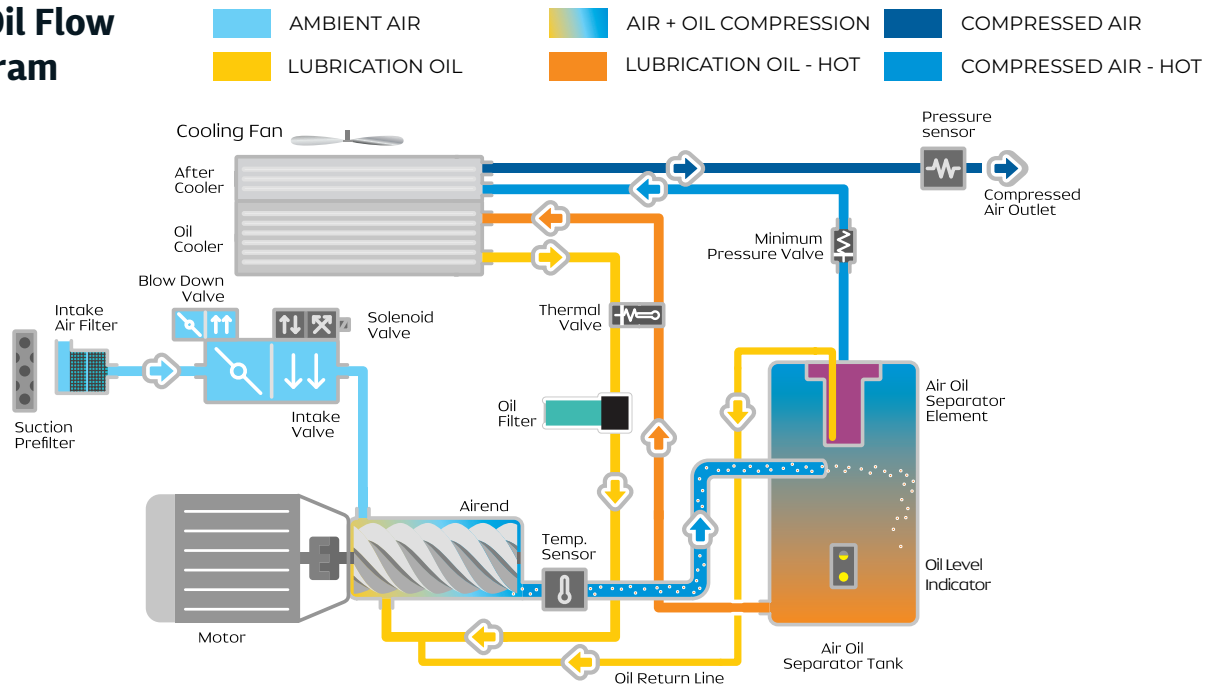 Oil Flow
ram
AMBIENT AIR
AIR + OIL COMPRESSION
COMPRESSED AIR
LUBRICATION OIL
LUBRICATION OIL - HOT
COMPRESSED AIR - HOT
Cooling Fan
Pressure
sensor
After
Cooler
Compressed
Air Outlet
Oil
Cooler
Minimum
Pressure Valve
Blow Down
Valve
Intake
Air Filter
Solenoid
Valve
Thermal
Valve
Suction
Prefilter
Intake
Valve
Oil
Filter
Air Oil
Separator
Element
Airend
Temp.
Sensor
Oil Level
Indicator
Motor
Air Oil
Separator Tank
Oil Return Line